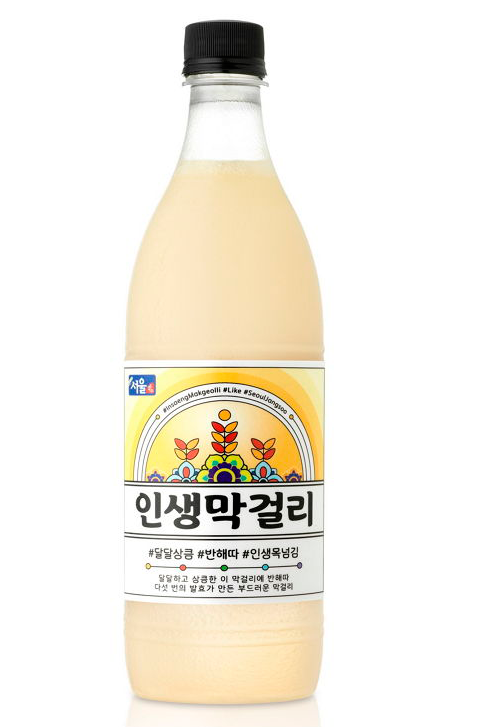 서울
#InsaengMakgeolli #Like #SeoulJangsoo
인생막걸리
#달달상큼 #반해따 #인생목넘김
달달하고 상큼한 이 막걸리에 반해따
다섯 번의 발효가 만든 부드러운 막걸리